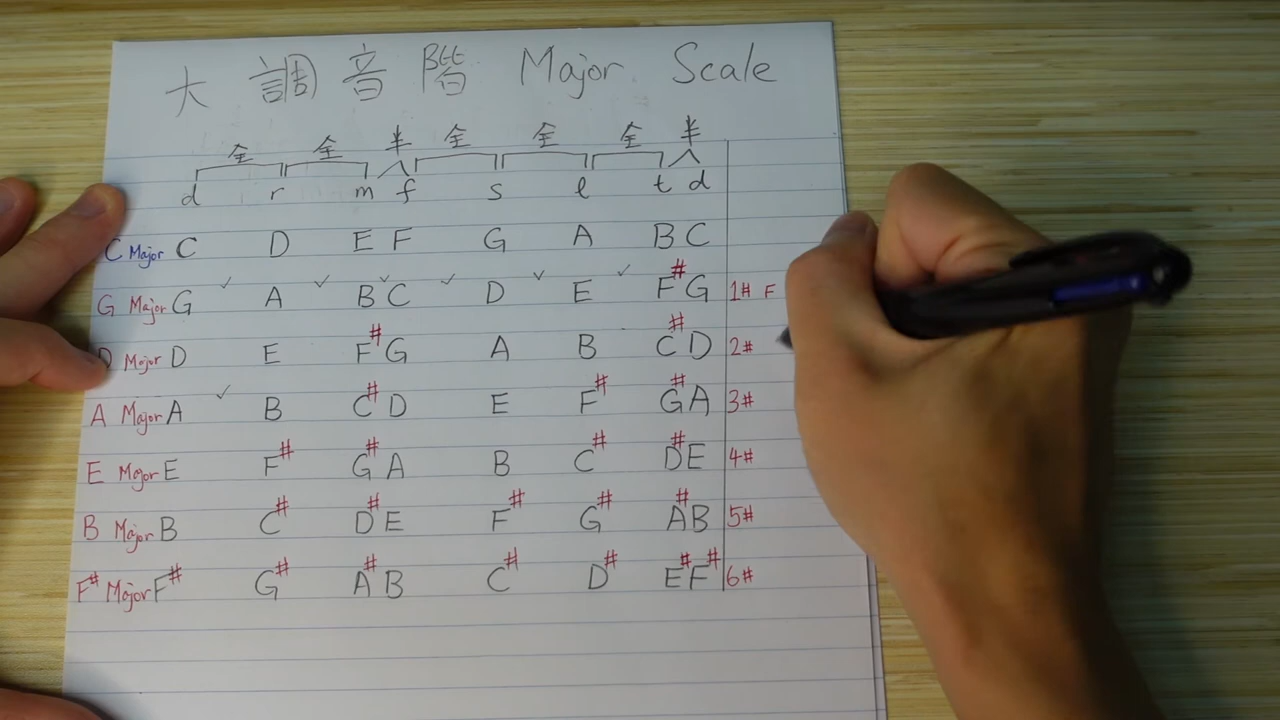 大調音階 Major Scale
全 全 半 全 全 全 半
d r m f s l t d
C Major C D E F G A B C
G Major G A B C D E F# G 1# F
D Major D E F# G A B C# D 2#
A Major A B C# D E F# G# A 3#
E Major E F# G# A B C# D# E 4#
B Major B C# D# E F# G# A# B 5#
F# Major F# G# A# B C# D# E# F# 6#